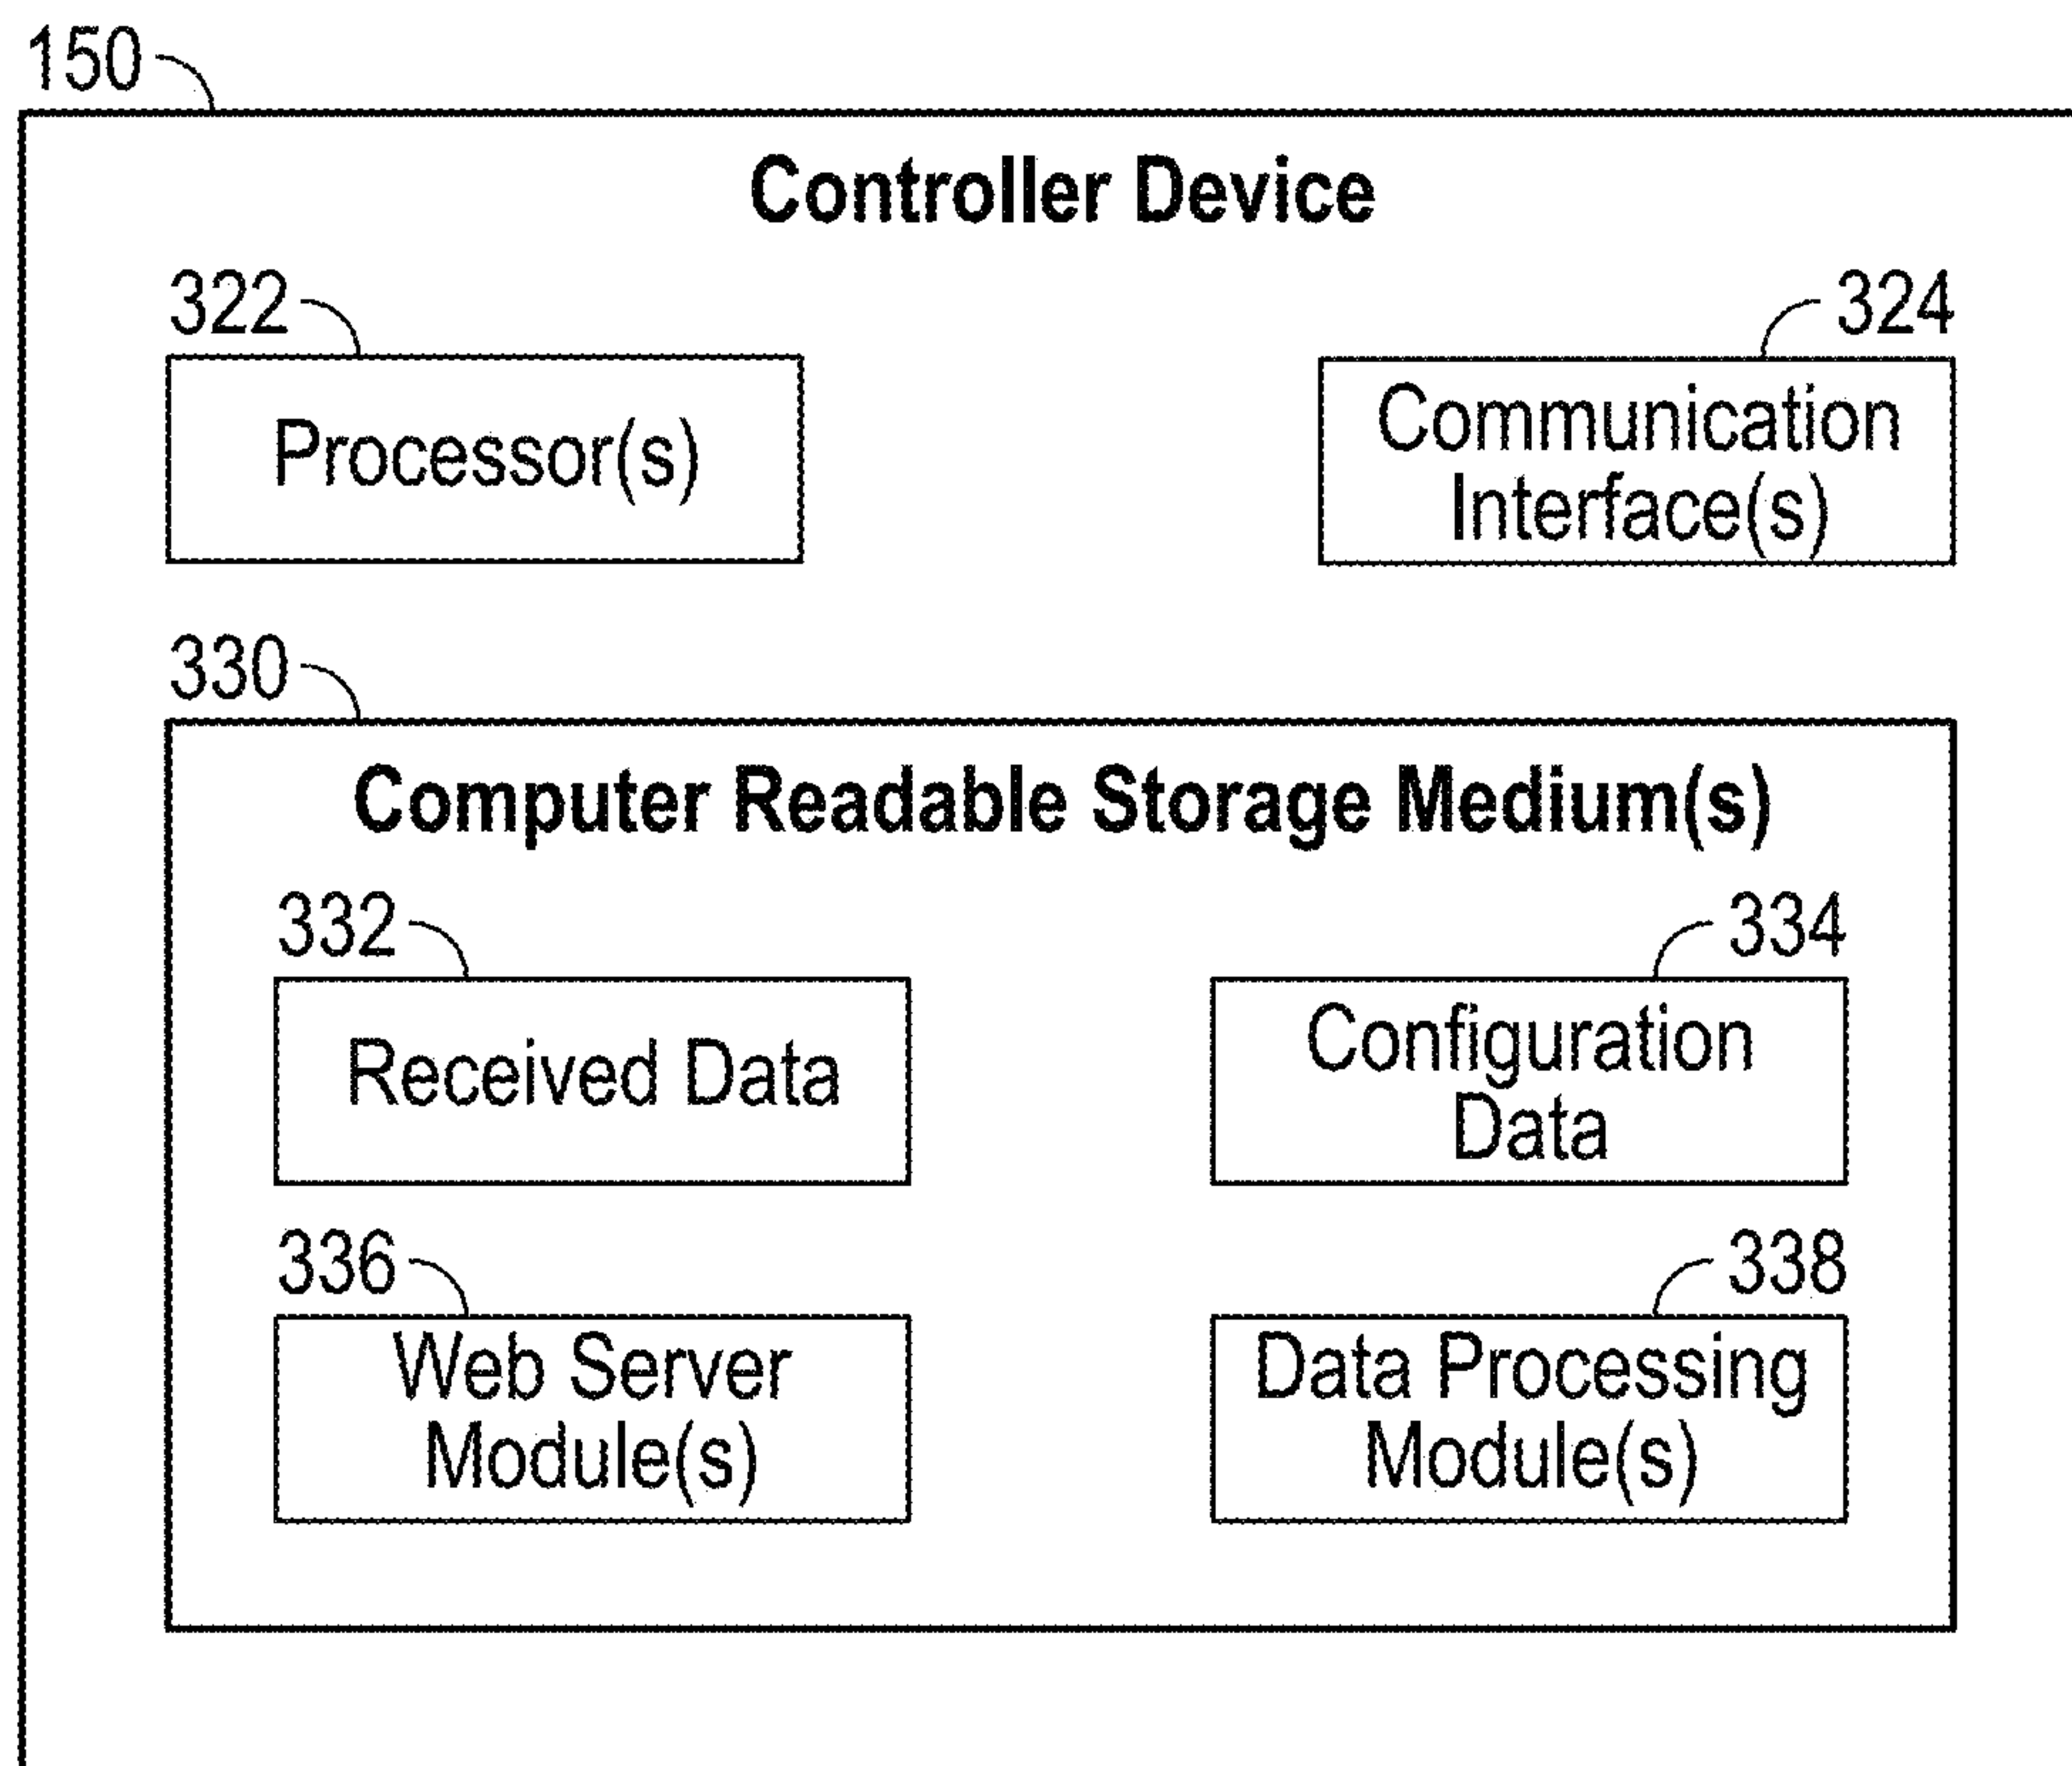 150
Controller Device
322
324
Processor(s)
Communication
Interface(s)
330
Computer Readable Storage Medium(s)
332
334
Received Data
Configuration
Data
336
338
Web Server
Module(s)
Data Processing
Module(s)